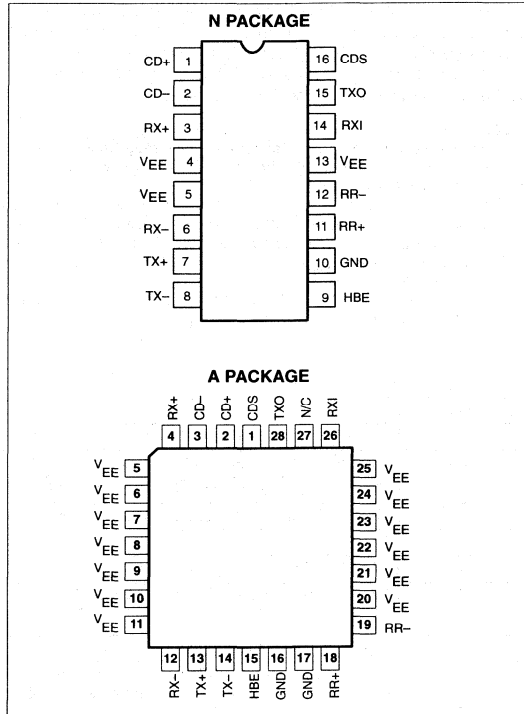 N PACKAGE
CD+ 1 16 CDS
CD– 2 15 TXO
RX+ 3 14 RXI
VEE 4 13 VEE
VEE 5 12 RR–
RX– 6 11 RR+
TX+ 7 10 GND
TX– 8 9 HBE
A PACKAGE
RX+ CD– CD+ CDS TXO N/C RXI
4 3 2 1 28 27 26
VEE 5 25 VEE
VEE 6 24 VEE
VEE 7 23 VEE
VEE 8 22 VEE
VEE 9 21 VEE
VEE 10 20 VEE
VEE 11 19 RR–
12 13 14 15 16 17 18
RX– TX+ TX– HBE GND GND RR+